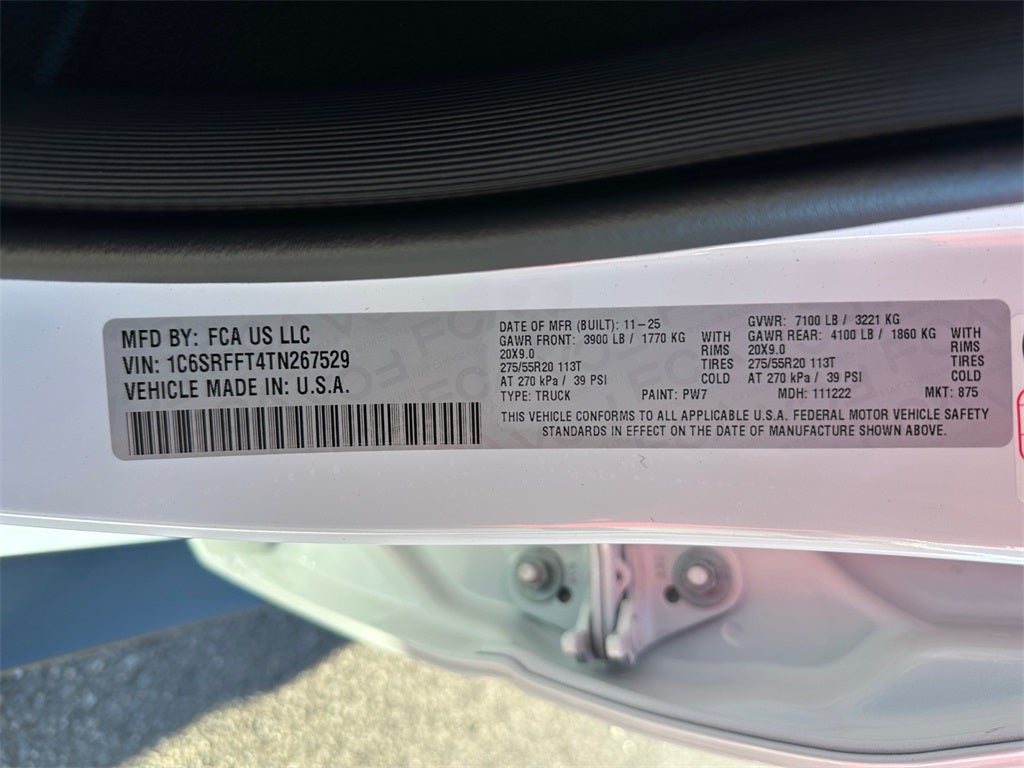 MFD BY: FCA US LLC
VIN: 1C6SRFFT4TN267529
VEHICLE MADE IN: U.S.A.
DATE OF MFR (BUILT): 11-25
GAWR FRONT: 3900 LB / 1770 KG WITH
20X9.0 RIMS
275/55R20 113T TIRES
AT 270 kPa / 39 PSI COLD
GVWR: 7100 LB / 3221 KG
GAWR REAR: 4100 LB / 1860 KG WITH
20X9.0 RIMS
275/55R20 113T TIRES
AT 270 kPa / 39 PSI COLD
TYPE: TRUCK PAINT: PW7 MDH: 111222 MKT: 875
THIS VEHICLE CONFORMS TO ALL APPLICABLE U.S.A. FEDERAL MOTOR VEHICLE SAFETY
STANDARDS IN EFFECT ON THE DATE OF MANUFACTURE SHOWN ABOVE.